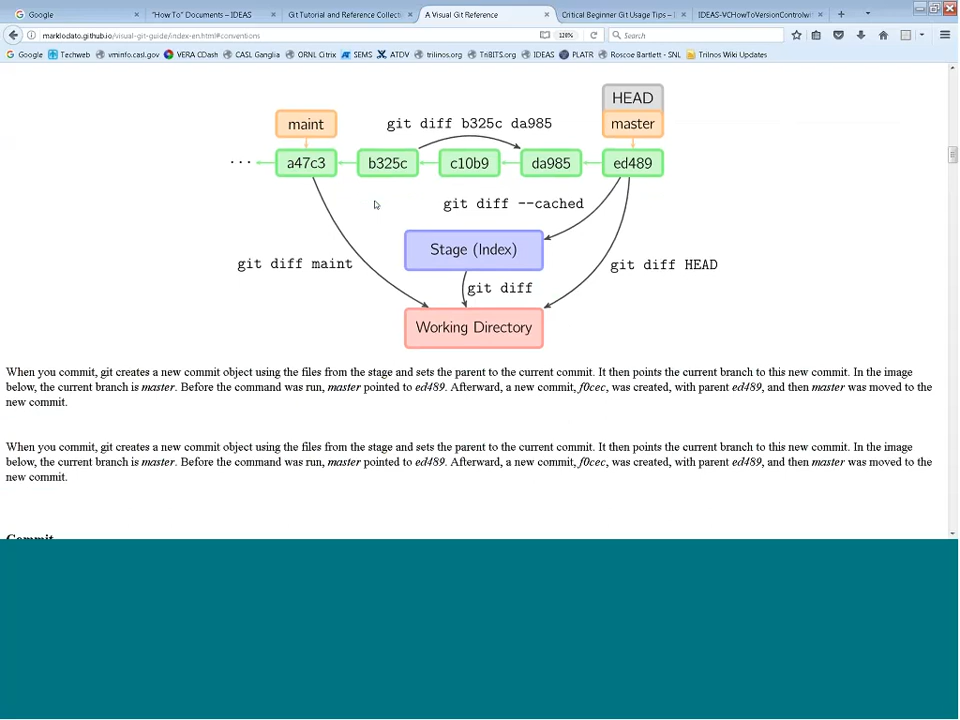 Google
"How To" Documents – IDEAS
Git Tutorial and Reference Collecti...
A Visual Git Reference
Critical Beginner Git Usage Tips – |
IDEAS-VCHowToVersionControlw...
marklodato.github.io/visual-git-guide/index-en.html#conventions
120%
Search
Google
Techweb
vminfo.casl.gov
VERA CDash
CASL Ganglia
ORNL Citrix
SEMS
ATDV
trilinos.org
TriBITS.org
IDEAS
PLATR
Roscoe Bartlett - SNL
Trilnos Wiki Updates
HEAD
maint
git diff b325c da985
master
...
a47c3
b325c
c10b9
da985
ed489
git diff --cached
Stage (Index)
git diff maint
git diff HEAD
git diff
Working Directory
When you commit, git creates a new commit object using the files from the stage and sets the parent to the current commit. It then points the current branch to this new commit. In the image
below, the current branch is master. Before the command was run, master pointed to ed489. Afterward, a new commit, f0cec, was created, with parent ed489, and then master was moved to the
new commit.
When you commit, git creates a new commit object using the files from the stage and sets the parent to the current commit. It then points the current branch to this new commit. In the image
below, the current branch is master. Before the command was run, master pointed to ed489. Afterward, a new commit, f0cec, was created, with parent ed489, and then master was moved to the
new commit.
Commit